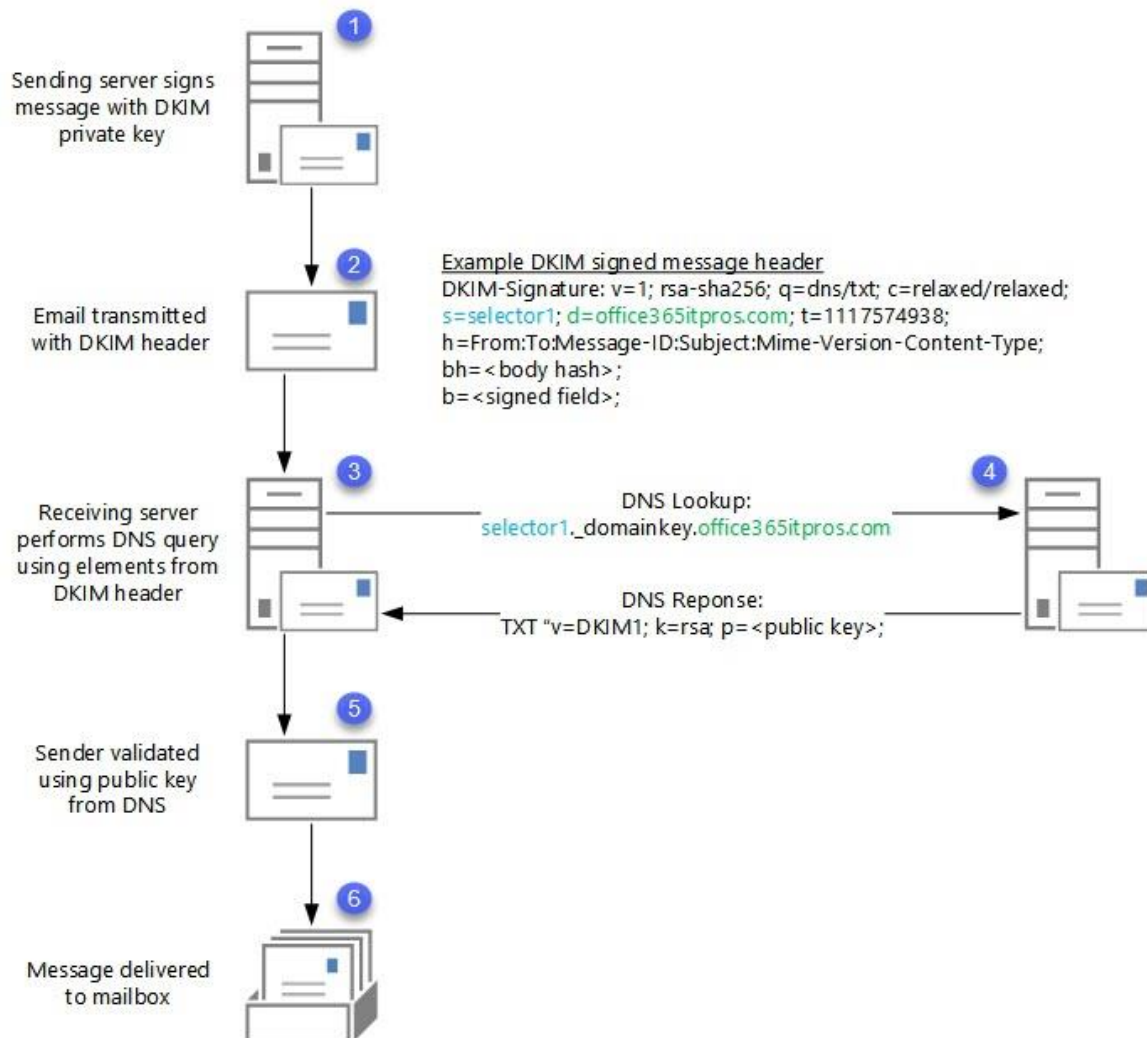 1
Sending server signs
message with DKIM
private key
2
Email transmitted
with DKIM header
Example DKIM signed message header
DKIM-Signature: v=1; rsa-sha256; q=dns/txt; c=relaxed/relaxed;
s=selector1; d=office365itpros.com; t=1117574938;
h=From:To:Message-ID:Subject:Mime-Version-Content-Type;
bh=<body hash>;
b=<signed field>;
3
Receiving server
performs DNS query
using elements from
DKIM header
DNS Lookup:
selector1._domainkey.office365itpros.com
4
DNS Reponse:
TXT “v=DKIM1; k=rsa; p=<public key>;
5
Sender validated
using public key
from DNS
6
Message delivered
to mailbox